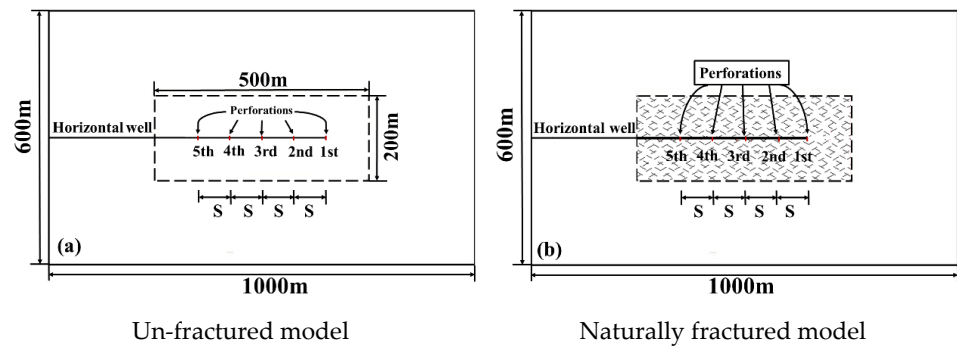 500m
Perforations
Horizontal well
5th 4th 3rd 2nd 1st
200m
600m
S S S S
(a)
1000m
Un-fractured model
Perforations
Horizontal well
5th 4th 3rd 2nd 1st
600m
S S S S
(b)
1000m
Naturally fractured model